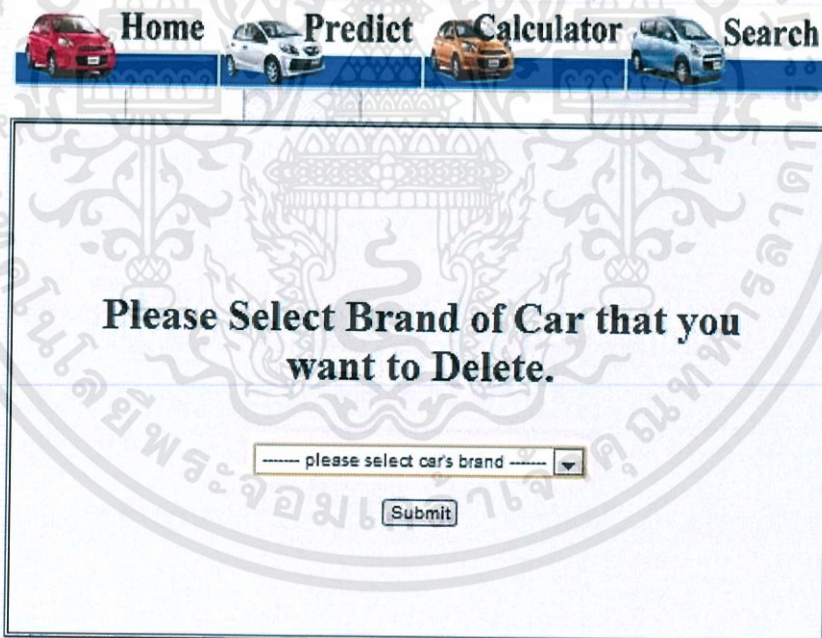 Home Predict Calculator Search
Please Select Brand of Car that you
want to Delete.
------- please select car's brand -------
Submit